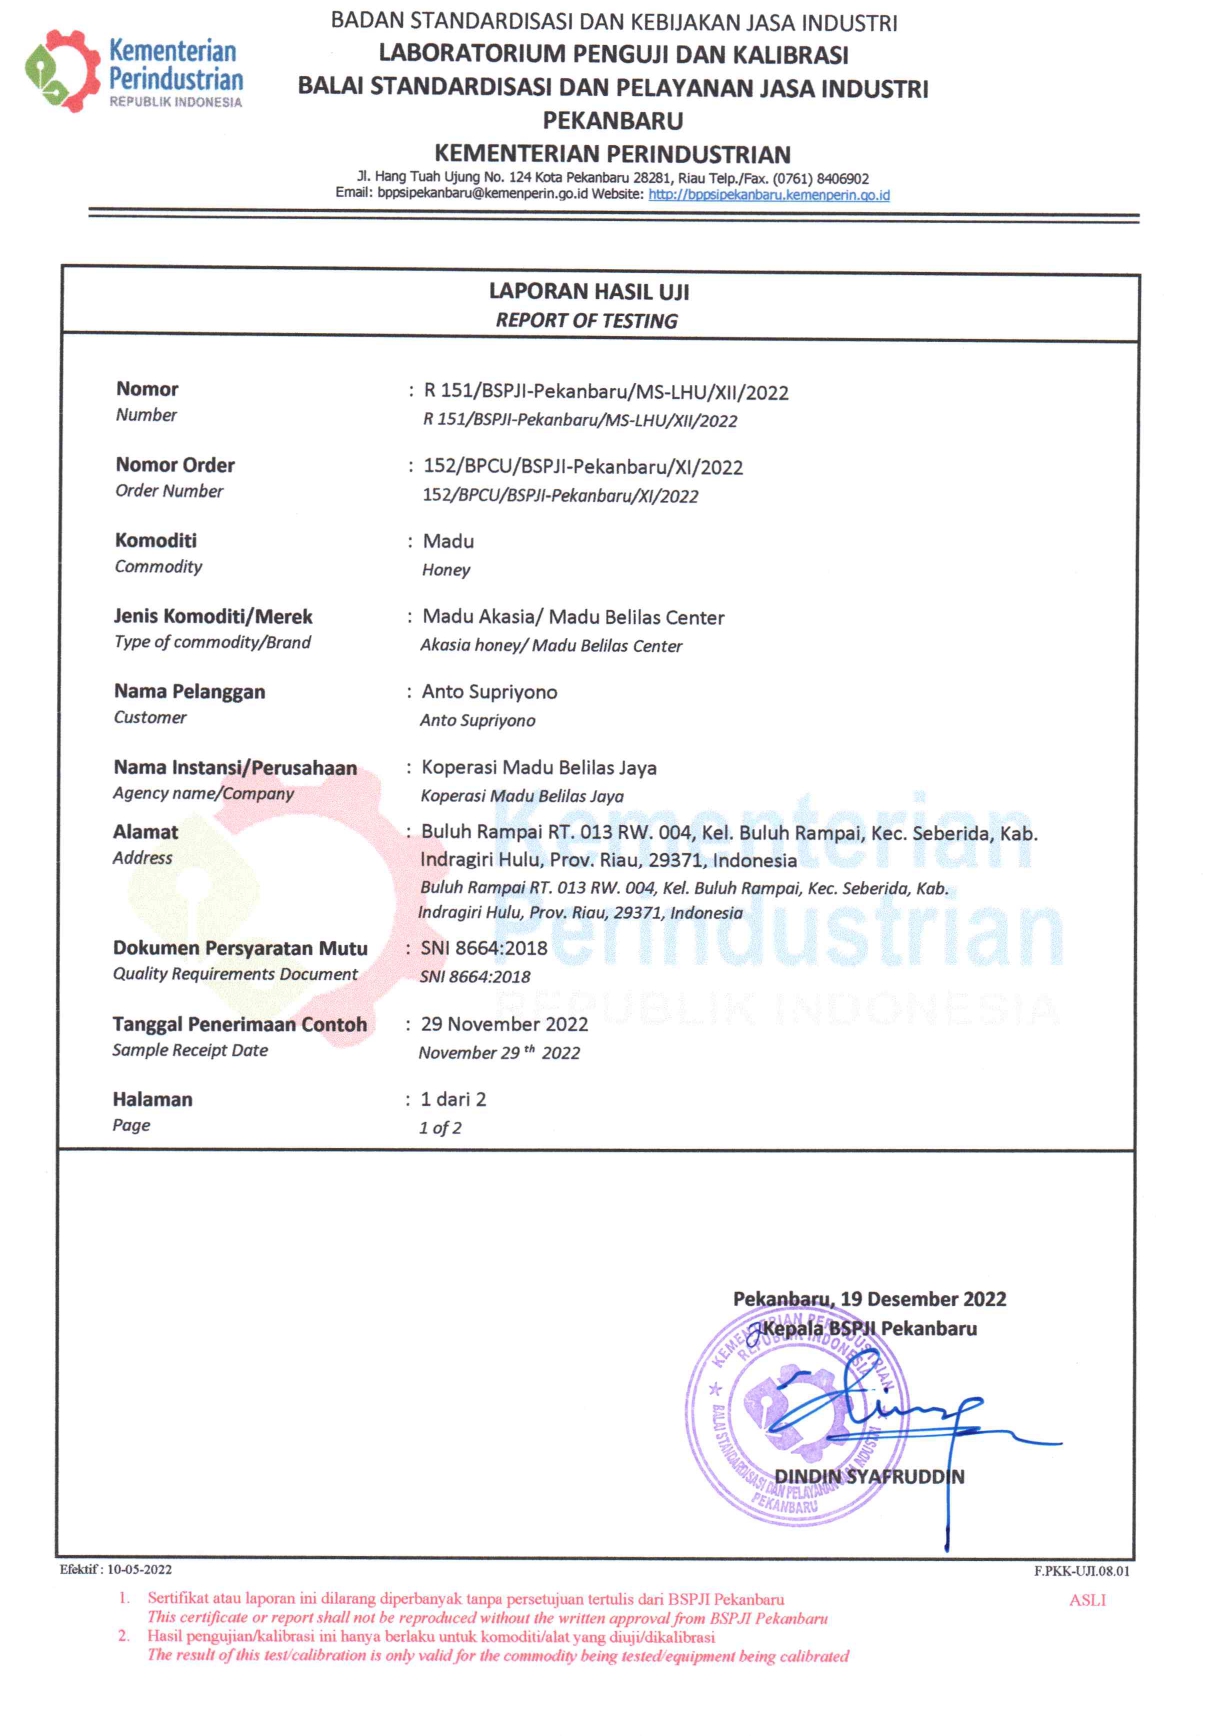 Kementerian
Perindustrian
REPUBLIK INDONESIA
BADAN STANDARDISASI DAN KEBIJAKAN JASA INDUSTRI
LABORATORIUM PENGUJI DAN KALIBRASI
BALAI STANDARDISASI DAN PELAYANAN JASA INDUSTRI
PEKANBARU
KEMENTERIAN PERINDUSTRIAN
Jl. Hang Tuah Ujung No. 124 Kota Pekanbaru 28281, Riau Telp./Fax. (0761) 8406902
Email: bppsipekanbaru@kemenperin.go.id Website: http://bppsipekanbaru.kemenperin.go.id
LAPORAN HASIL UJI
REPORT OF TESTING
Nomor : R 151/BSPJI-Pekanbaru/MS-LHU/XII/2022
Number R 151/BSPJI-Pekanbaru/MS-LHU/XII/2022
Nomor Order : 152/BPCU/BSPJI-Pekanbaru/XI/2022
Order Number 152/BPCU/BSPJI-Pekanbaru/XI/2022
Komoditi : Madu
Commodity Honey
Jenis Komoditi/Merek : Madu Akasia/ Madu Belilas Center
Type of commodity/Brand Akasia honey/ Madu Belilas Center
Nama Pelanggan : Anto Supriyono
Customer Anto Supriyono
Nama Instansi/Perusahaan : Koperasi Madu Belilas Jaya
Agency name/Company Koperasi Madu Belilas Jaya
Alamat : Buluh Rampai RT. 013 RW. 004, Kel. Buluh Rampai, Kec. Seberida, Kab.
Address Indragiri Hulu, Prov. Riau, 29371, Indonesia
Buluh Rampai RT. 013 RW. 004, Kel. Buluh Rampai, Kec. Seberida, Kab.
Indragiri Hulu, Prov. Riau, 29371, Indonesia
Dokumen Persyaratan Mutu : SNI 8664:2018
Quality Requirements Document SNI 8664:2018
Tanggal Penerimaan Contoh : 29 November 2022
Sample Receipt Date November 29 th 2022
Halaman : 1 dari 2
Page 1 of 2
Kementerian
Perindustrian
REPUBLIK INDONESIA
Pekanbaru, 19 Desember 2022
Kepala BSPJI Pekanbaru
KEMENTERIAN PERINDUSTRIAN
REPUBLIK INDONESIA
BALAI STANDARDISASI DAN PELAYANAN JASA INDUSTRI
PEKANBARU
DINDIN SYAFRUDDIN
Efektif : 10-05-2022 F.PKK-UJI.08.01
1. Sertifikat atau laporan ini dilarang diperbanyak tanpa persetujuan tertulis dari BSPJI Pekanbaru ASLI
This certificate or report shall not be reproduced without the written approval from BSPJI Pekanbaru
2. Hasil pengujian/kalibrasi ini hanya berlaku untuk komoditi/alat yang diuji/dikalibrasi
The result of this test/calibration is only valid for the commodity being tested/equipment being calibrated